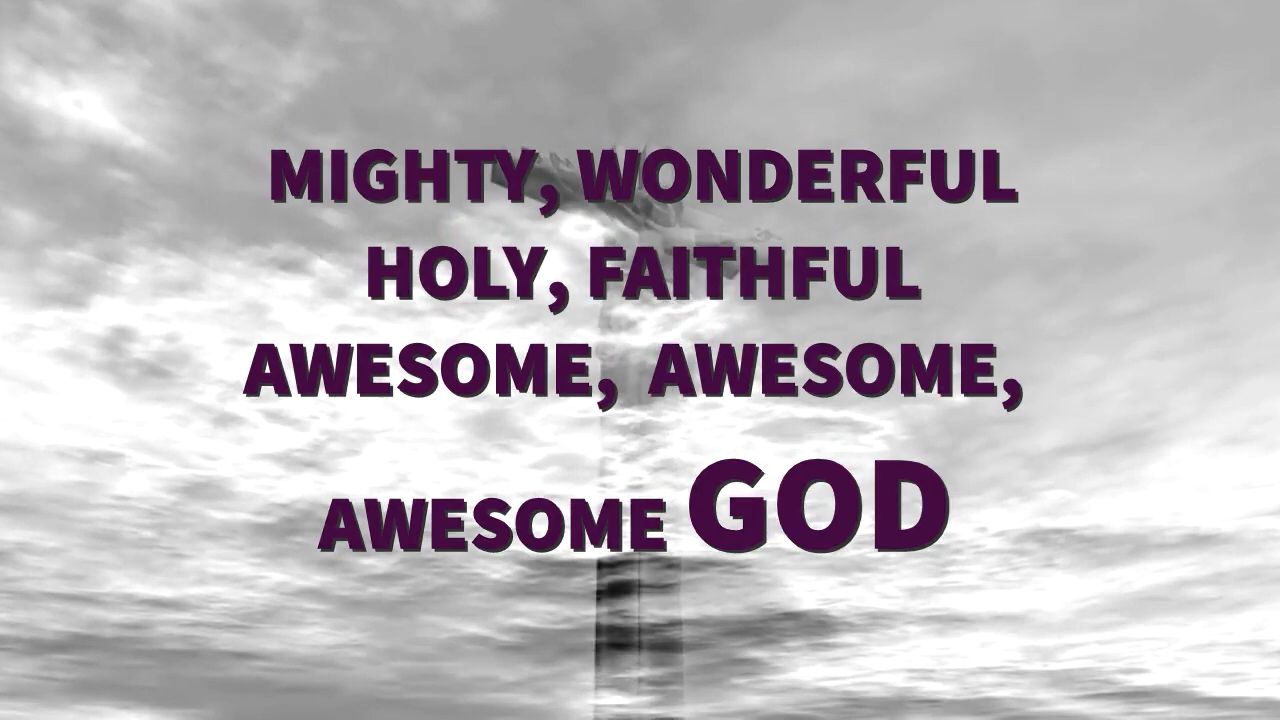 MIGHTY, WONDERFUL
HOLY, FAITHFUL
AWESOME, AWESOME,
AWESOME GOD